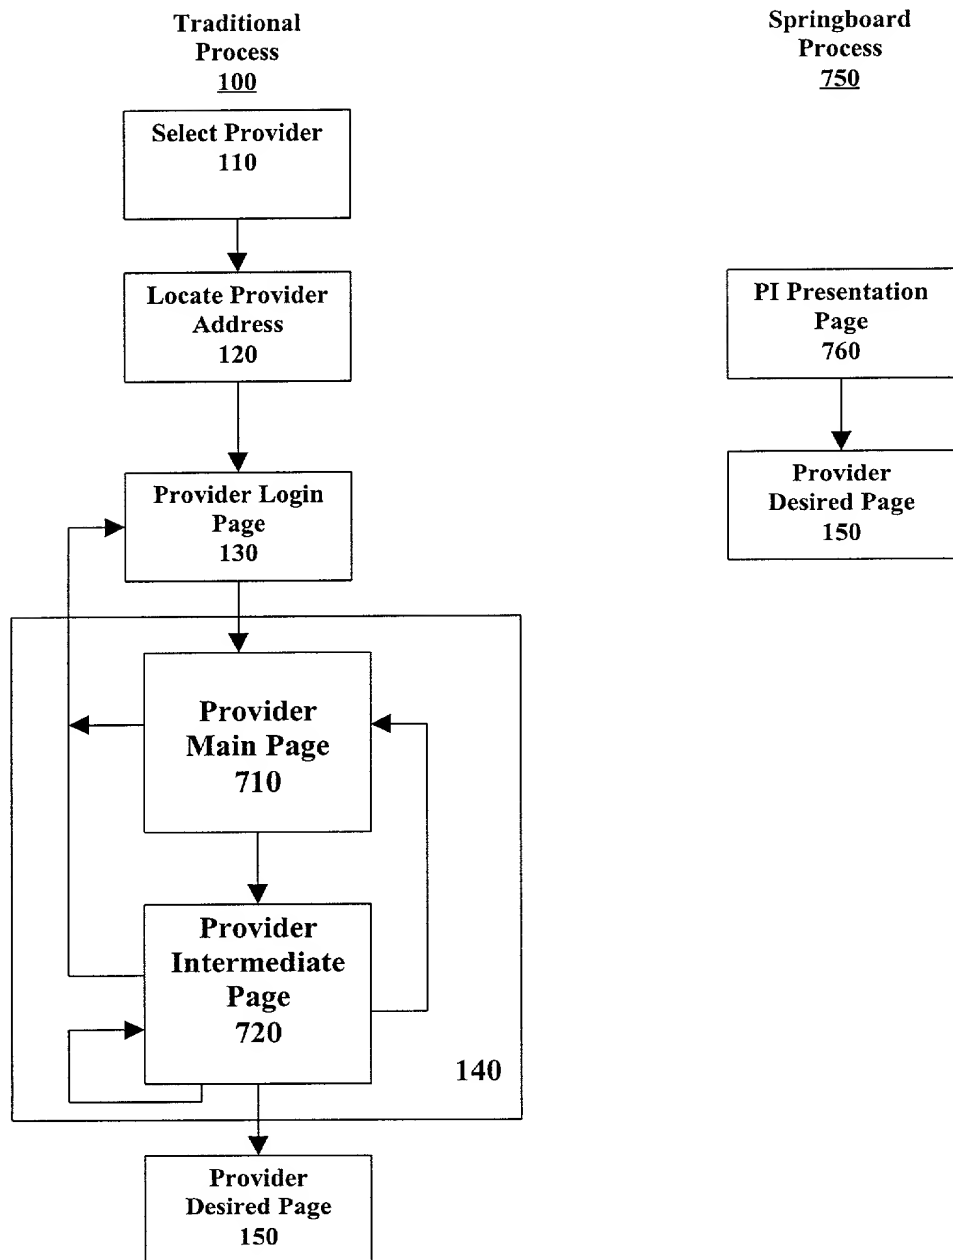 Traditional
Process
100
Select Provider
110
Locate Provider
Address
120
Provider Login
Page
130
Provider
Main Page
710
Provider
Intermediate
Page
720
140
Provider
Desired Page
150
Springboard
Process
750
PI Presentation
Page
760
Provider
Desired Page
150